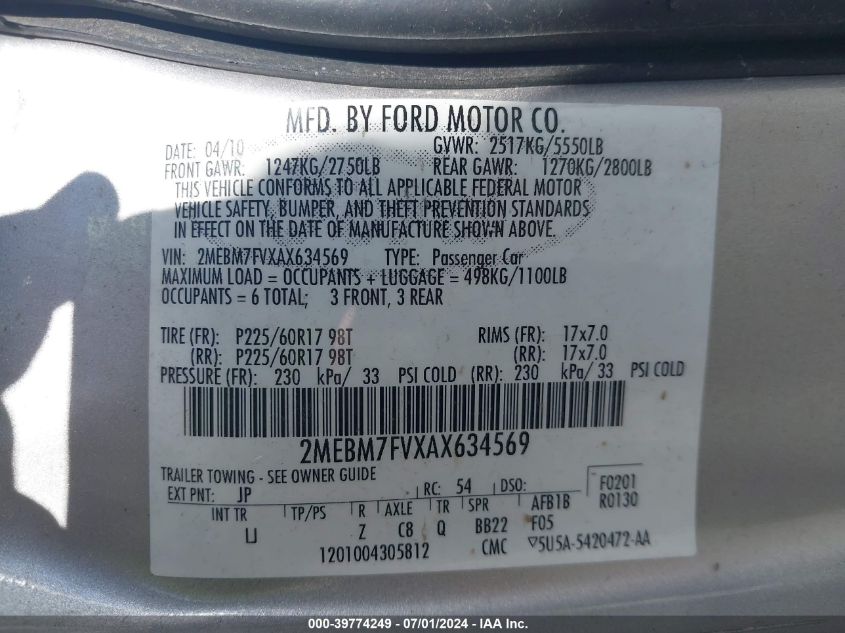 MFD. BY FORD MOTOR CO.
DATE: 04/10 GVWR: 2517KG/5550LB
FRONT GAWR: 1247KG/2750LB REAR GAWR: 1270KG/2800LB
THIS VEHICLE CONFORMS TO ALL APPLICABLE FEDERAL MOTOR
VEHICLE SAFETY, BUMPER, AND THEFT PREVENTION STANDARDS
IN EFFECT ON THE DATE OF MANUFACTURE SHOWN ABOVE.
VIN: 2MEBM7FVXAX634569 TYPE: Passenger Car
MAXIMUM LOAD = OCCUPANTS + LUGGAGE = 498KG/1100LB
OCCUPANTS = 6 TOTAL; 3 FRONT, 3 REAR
TIRE (FR): P225/60R17 98T RIMS (FR): 17x7.0
(RR): P225/60R17 98T (RR): 17x7.0
PRESSURE (FR): 230 kPa/ 33 PSI COLD (RR): 230 kPa/ 33 PSI COLD
2MEBM7FVXAX634569
TRAILER TOWING - SEE OWNER GUIDE
EXT PNT: JP RC: 54 DSO: F0201
INT TR TP/PS R AXLE TR SPR AFB1B R0130
U Z C8 Q BB22 F05
1201004305812 CMC ▽5U5A-5420472-AA
000-39774249 - 07/01/2024 - IAA Inc.